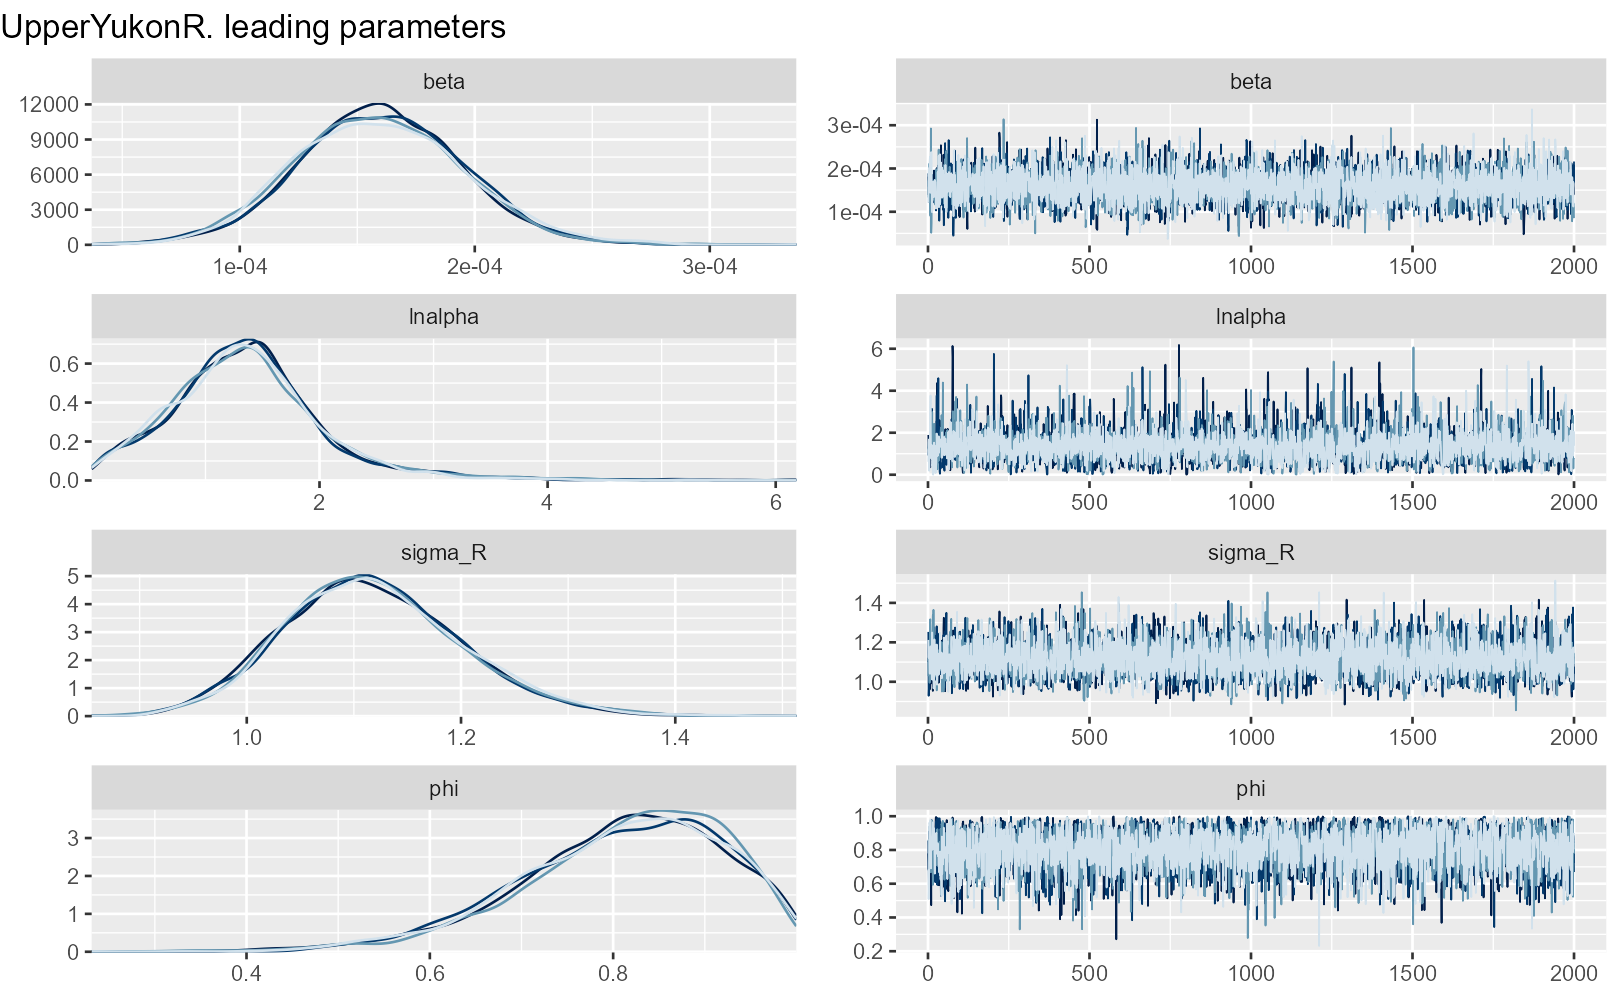 UpperYukonR. leading parameters
beta
12000
9000
6000
3000
0
1e-04 2e-04 3e-04
beta
3e-04
2e-04
1e-04
0 500 1000 1500 2000
lnalpha
0.6
0.4
0.2
0.0
2 4 6
lnalpha
6
4
2
0
0 500 1000 1500 2000
sigma_R
5
4
3
2
1
0
1.0 1.2 1.4
sigma_R
1.4
1.2
1.0
0 500 1000 1500 2000
phi
3
2
1
0
0.4 0.6 0.8
phi
1.0
0.8
0.6
0.4
0.2
0 500 1000 1500 2000